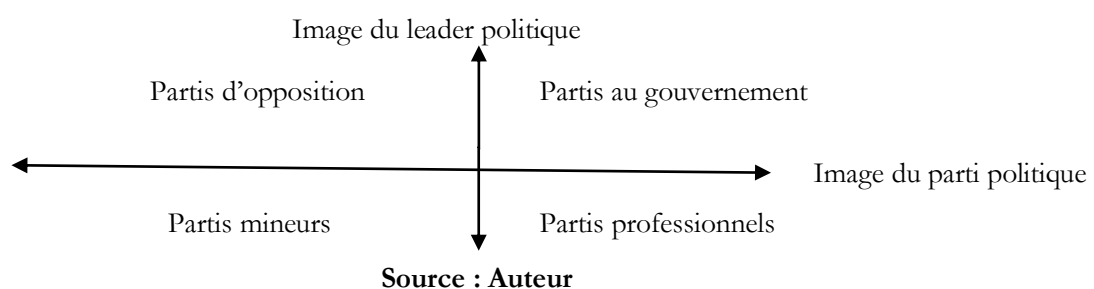 Image du leader politique
Partis d'opposition
Partis au gouvernement
Image du parti politique
Partis mineurs
Partis professionnels
Source : Auteur